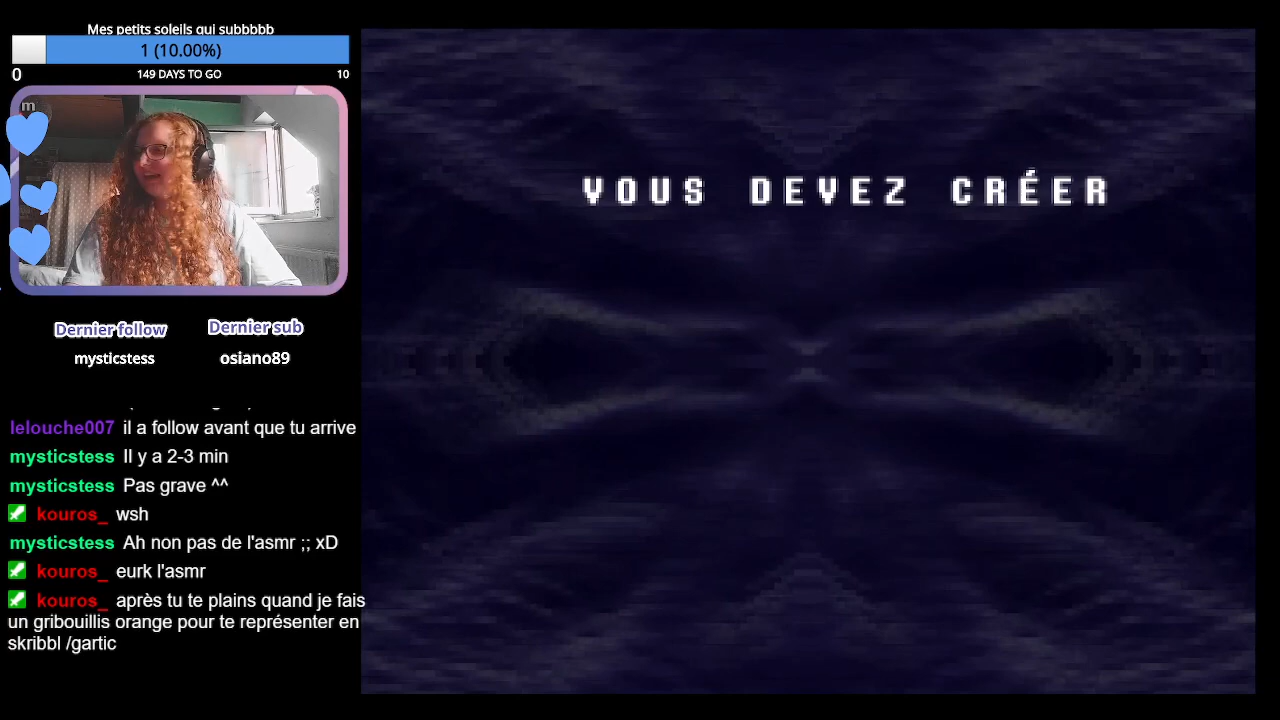 Mes petits soleils qui subbbbb
1 (10.00%)
0 149 DAYS TO GO 10
m
Dernier follow Dernier sub
mysticstess osiano89
lelouche007 il a follow avant que tu arrive
mysticstess Il y a 2-3 min
mysticstess Pas grave ^^
kouros_ wsh
mysticstess Ah non pas de l'asmr ;; xD
kouros_ eurk l'asmr
kouros_ après tu te plains quand je fais
un gribouillis orange pour te représenter en
skribbl /gartic
VOUS DEVEZ CRÉER